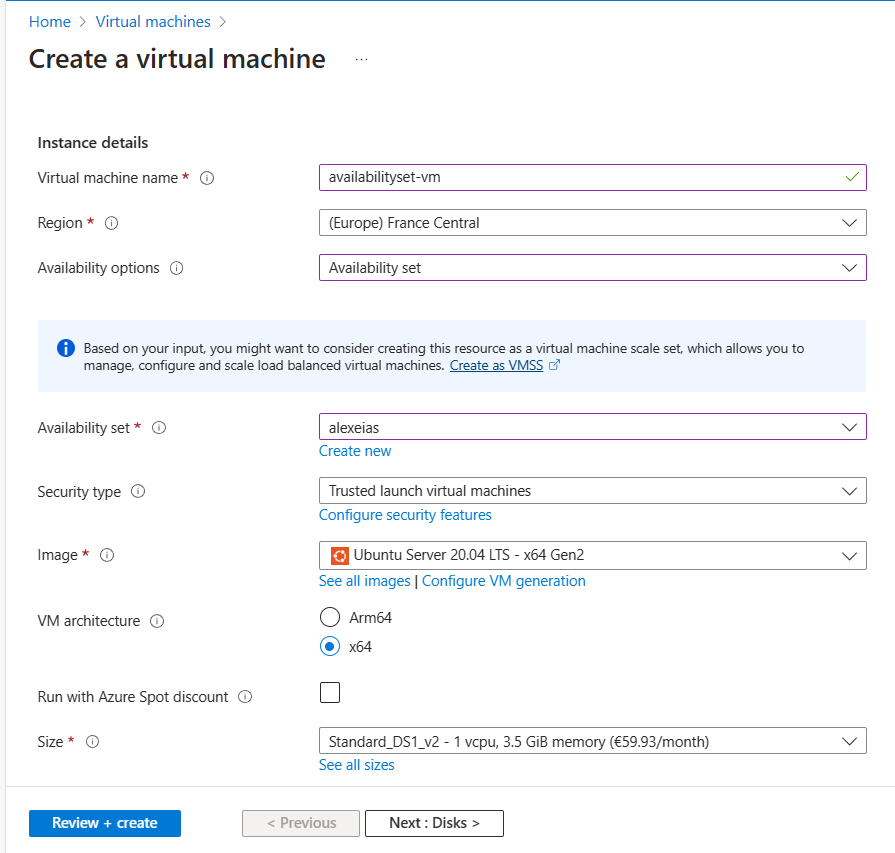 Home > Virtual machines >
Create a virtual machine ...
Instance details
Virtual machine name * availabilityset-vm
Region * (Europe) France Central
Availability options Availability set
Based on your input, you might want to consider creating this resource as a virtual machine scale set, which allows you to
manage, configure and scale load balanced virtual machines. Create as VMSS
Availability set * alexeias
Create new
Security type Trusted launch virtual machines
Configure security features
Image * Ubuntu Server 20.04 LTS - x64 Gen2
See all images | Configure VM generation
VM architecture Arm64
x64
Run with Azure Spot discount
Size * Standard_DS1_v2 - 1 vcpu, 3.5 GiB memory (€59.93/month)
See all sizes
Review + create < Previous Next : Disks >